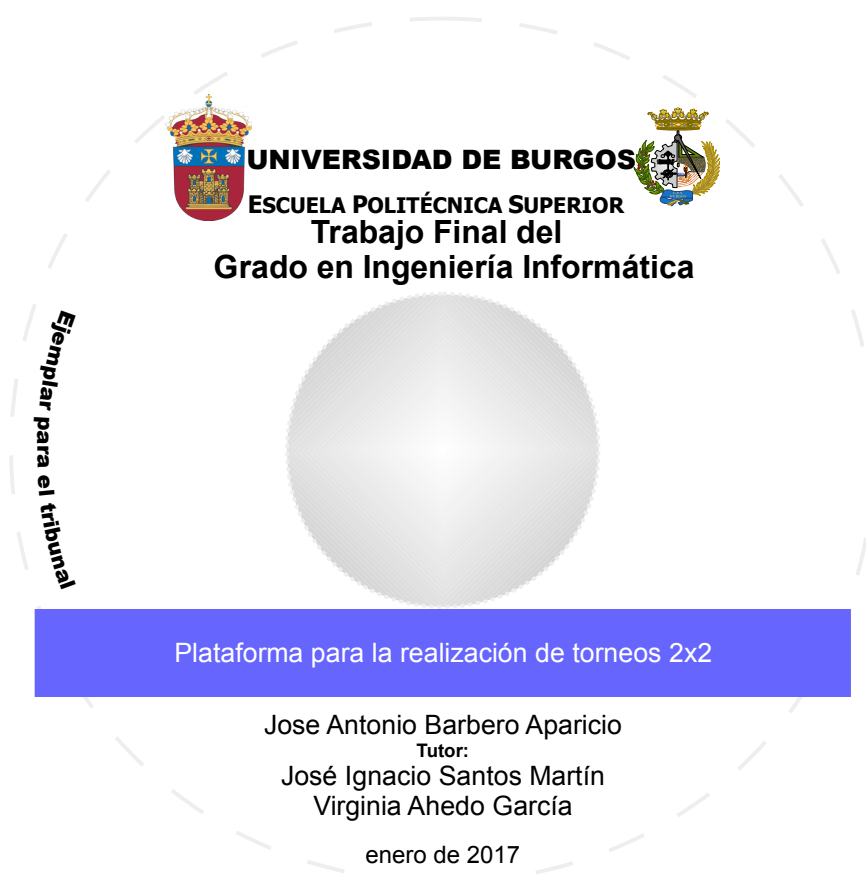 UNIVERSIDAD DE BURGOS
ESCUELA POLITÉCNICA SUPERIOR
Trabajo Final del
Grado en Ingeniería Informática
Ejemplar para el tribunal
Plataforma para la realización de torneos 2x2
Jose Antonio Barbero Aparicio
Tutor:
José Ignacio Santos Martín
Virginia Ahedo García
enero de 2017